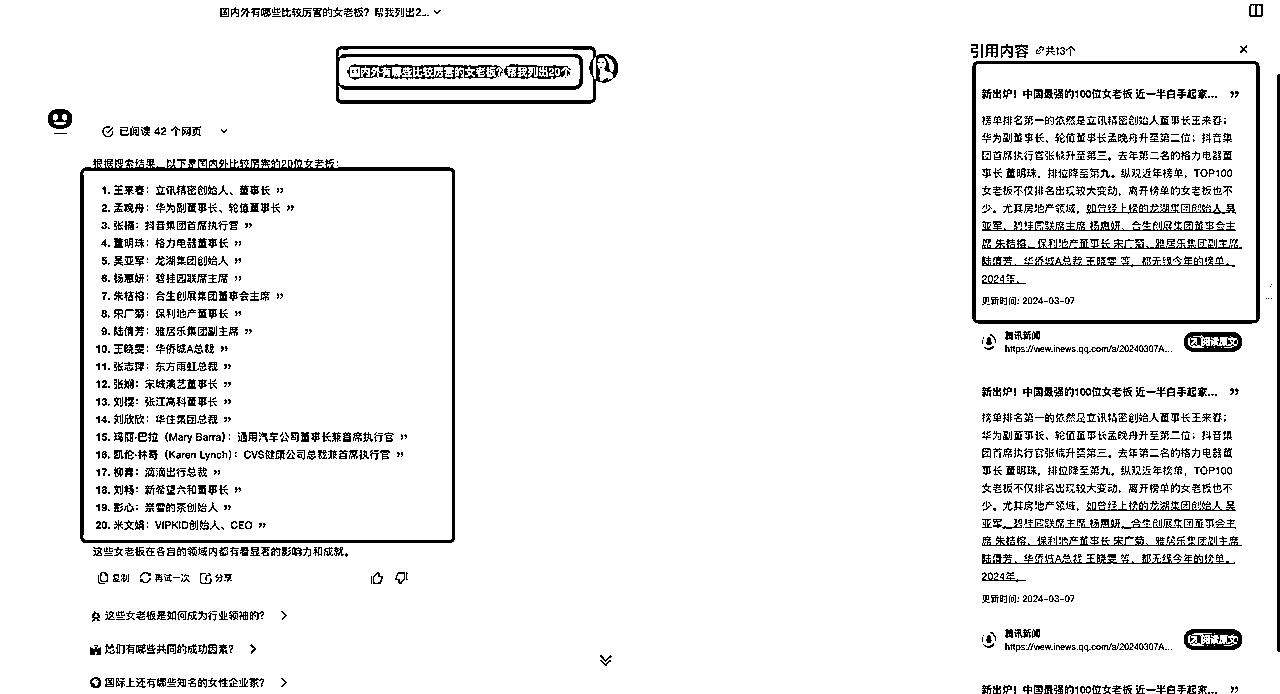 国内外有哪些比较厉害的女老板？帮我列出2...
国内外有哪些比较厉害的女老板？帮我列出20个
已阅读 42 个网页
根据搜索结果，以下是国内外比较厉害的20位女老板：
1. 王来春：立讯精密创始人、董事长
2. 孟晚舟：华为副董事长、轮值董事长
3. 张楠：抖音集团首席执行官
4. 董明珠：格力电器董事长
5. 吴亚军：龙湖集团创始人
6. 杨惠妍：碧桂园联席主席
7. 朱桔榕：合生创展集团董事会主席
8. 宋广菊：保利地产董事长
9. 陆倩芳：雅居乐集团副主席
10. 王晓雯：华侨城A总裁
11. 张志萍：东方雨虹总裁
12. 张娴：宋城演艺董事长
13. 刘樱：张江高科董事长
14. 刘欣欣：华住集团总裁
15. 玛丽·巴拉（Mary Barra）：通用汽车公司董事长兼首席执行官
16. 凯伦·林奇（Karen Lynch）：CVS健康公司总裁兼首席执行官
17. 柳青：滴滴出行总裁
18. 刘畅：新希望六和董事长
19. 彭心：奈雪的茶创始人
20. 米文娟：VIPKID创始人、CEO
这些女老板在各自的领域内都有着显著的影响力和成就。
复制 再试一次 分享
这些女老板是如何成为行业领袖的？
她们有哪些共同的成功因素？
国际上还有哪些知名的女性企业家？
引用内容 共13个
新出炉！中国最强的100位女老板 近一半白手起家...
榜单排名第一的依然是立讯精密创始人董事长王来春；
华为副董事长、轮值董事长孟晚舟升至第二位；抖音集
团首席执行官张楠升至第三。去年第二名的格力电器董
事长 董明珠，排位降至第九。纵观近年榜单，TOP100
女老板不仅排名出现较大变动，离开榜单的女老板也不
少。尤其房地产领域，如曾经上榜的龙湖集团创始人 吴
亚军、碧桂园联席主席 杨惠妍、合生创展集团董事会主
席 朱桔榕、保利地产董事长 宋广菊、雅居乐集团副主席
陆倩芳、华侨城A总裁 王晓雯 等，都无缘今年的榜单。
2024年，
更新时间: 2024-03-07
腾讯新闻
https://wew.inews.qq.com/a/20240307A...
阅读原文
新出炉！中国最强的100位女老板 近一半白手起家...
榜单排名第一的依然是立讯精密创始人董事长王来春；
华为副董事长、轮值董事长孟晚舟升至第二位；抖音集
团首席执行官张楠升至第三。去年第二名的格力电器董
事长 董明珠，排位降至第九。纵观近年榜单，TOP100
女老板不仅排名出现较大变动，离开榜单的女老板也不
少。尤其房地产领域，如曾经上榜的龙湖集团创始人 吴
亚军、碧桂园联席主席 杨惠妍、合生创展集团董事会主
席 朱桔榕、保利地产董事长 宋广菊、雅居乐集团副主席
陆倩芳、华侨城A总裁 王晓雯 等，都无缘今年的榜单。
2024年，
更新时间: 2024-03-07
腾讯新闻
https://wew.inews.qq.com/a/20240307A...
阅读原文
新出炉！中国最强的100位女老板 近一半白手起家...